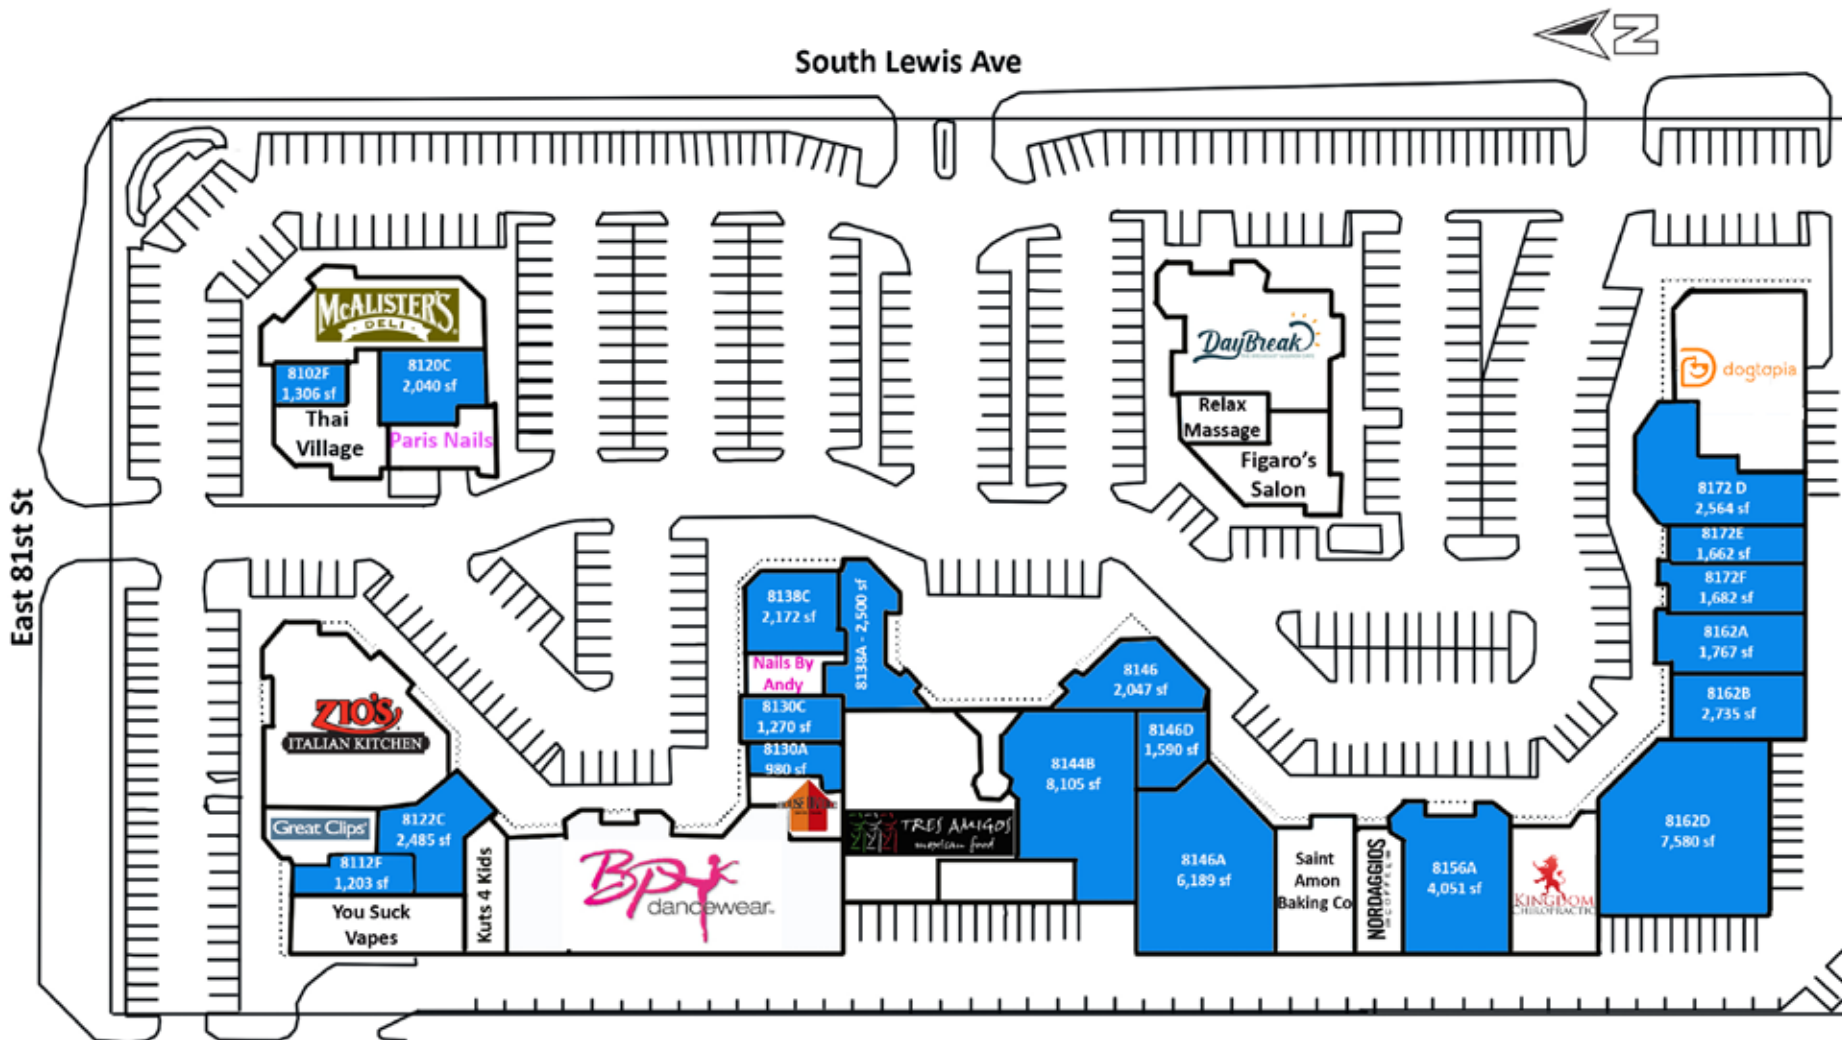 South Lewis Ave
N
East 81st St
McALISTER'S
DELI
8102F
1,306 sf
8120C
2,040 sf
Thai
Village
Paris Nails
DayBreak
Relax
Massage
Figaro's
Salon
dogtopia
8172 D
2,564 sf
8172E
1,662 sf
8172F
1,682 sf
8162A
1,767 sf
8162B
2,735 sf
8162D
7,580 sf
8138C
2,172 sf
8138A - 2,500 sf
Nails By
Andy
8130C
1,270 sf
8130A
980 sf
8146
2,047 sf
8146D
1,590 sf
8144B
8,105 sf
8146A
6,189 sf
ZIO'S
ITALIAN KITCHEN
Great Clips
8122C
2,485 sf
8112F
1,203 sf
You Suck
Vapes
Kuts 4 Kids
BP
dancewear
TRES AMIGOS
mexican food
Saint
Amon
Baking Co
NORDAGGIOS
COFFEE
8156A
4,051 sf
KINGDOM
CHIROPRACTIC